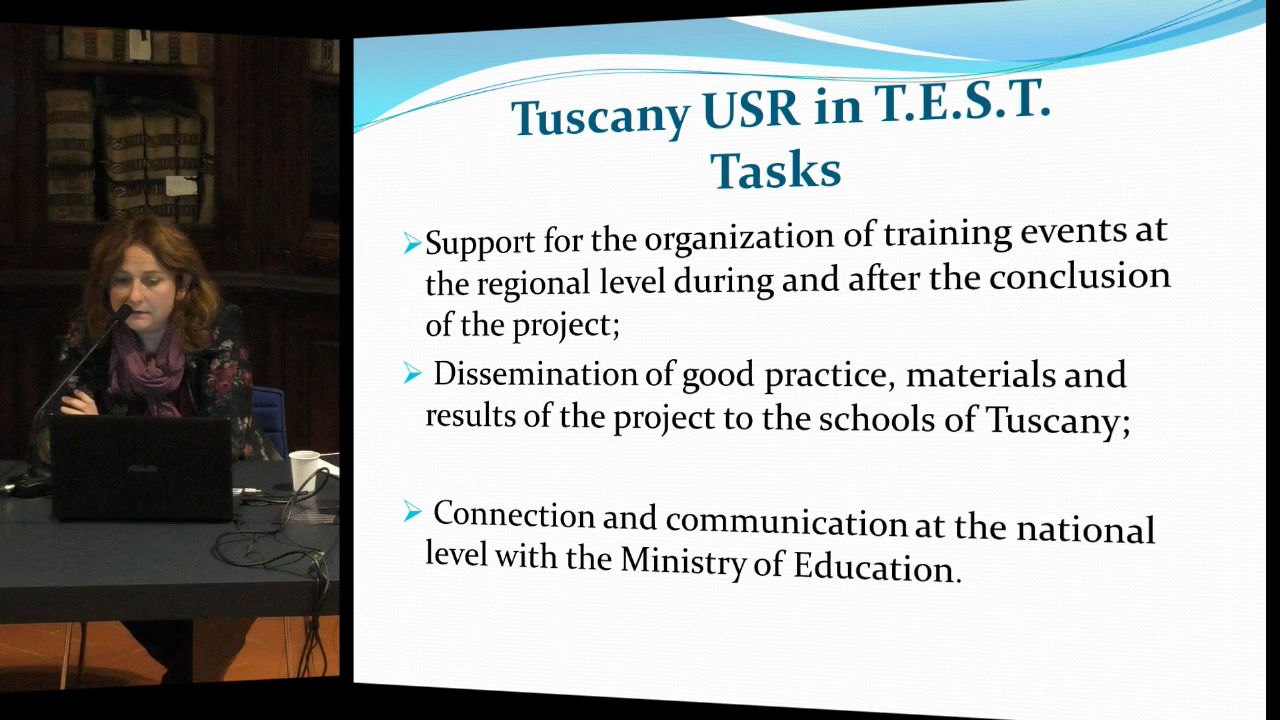 Tuscany USR in T.E.S.T.
Tasks
Support for the organization of training events at
the regional level during and after the conclusion
of the project;
Dissemination of good practice, materials and
results of the project to the schools of Tuscany;
Connection and communication at the national
level with the Ministry of Education.
ASUS